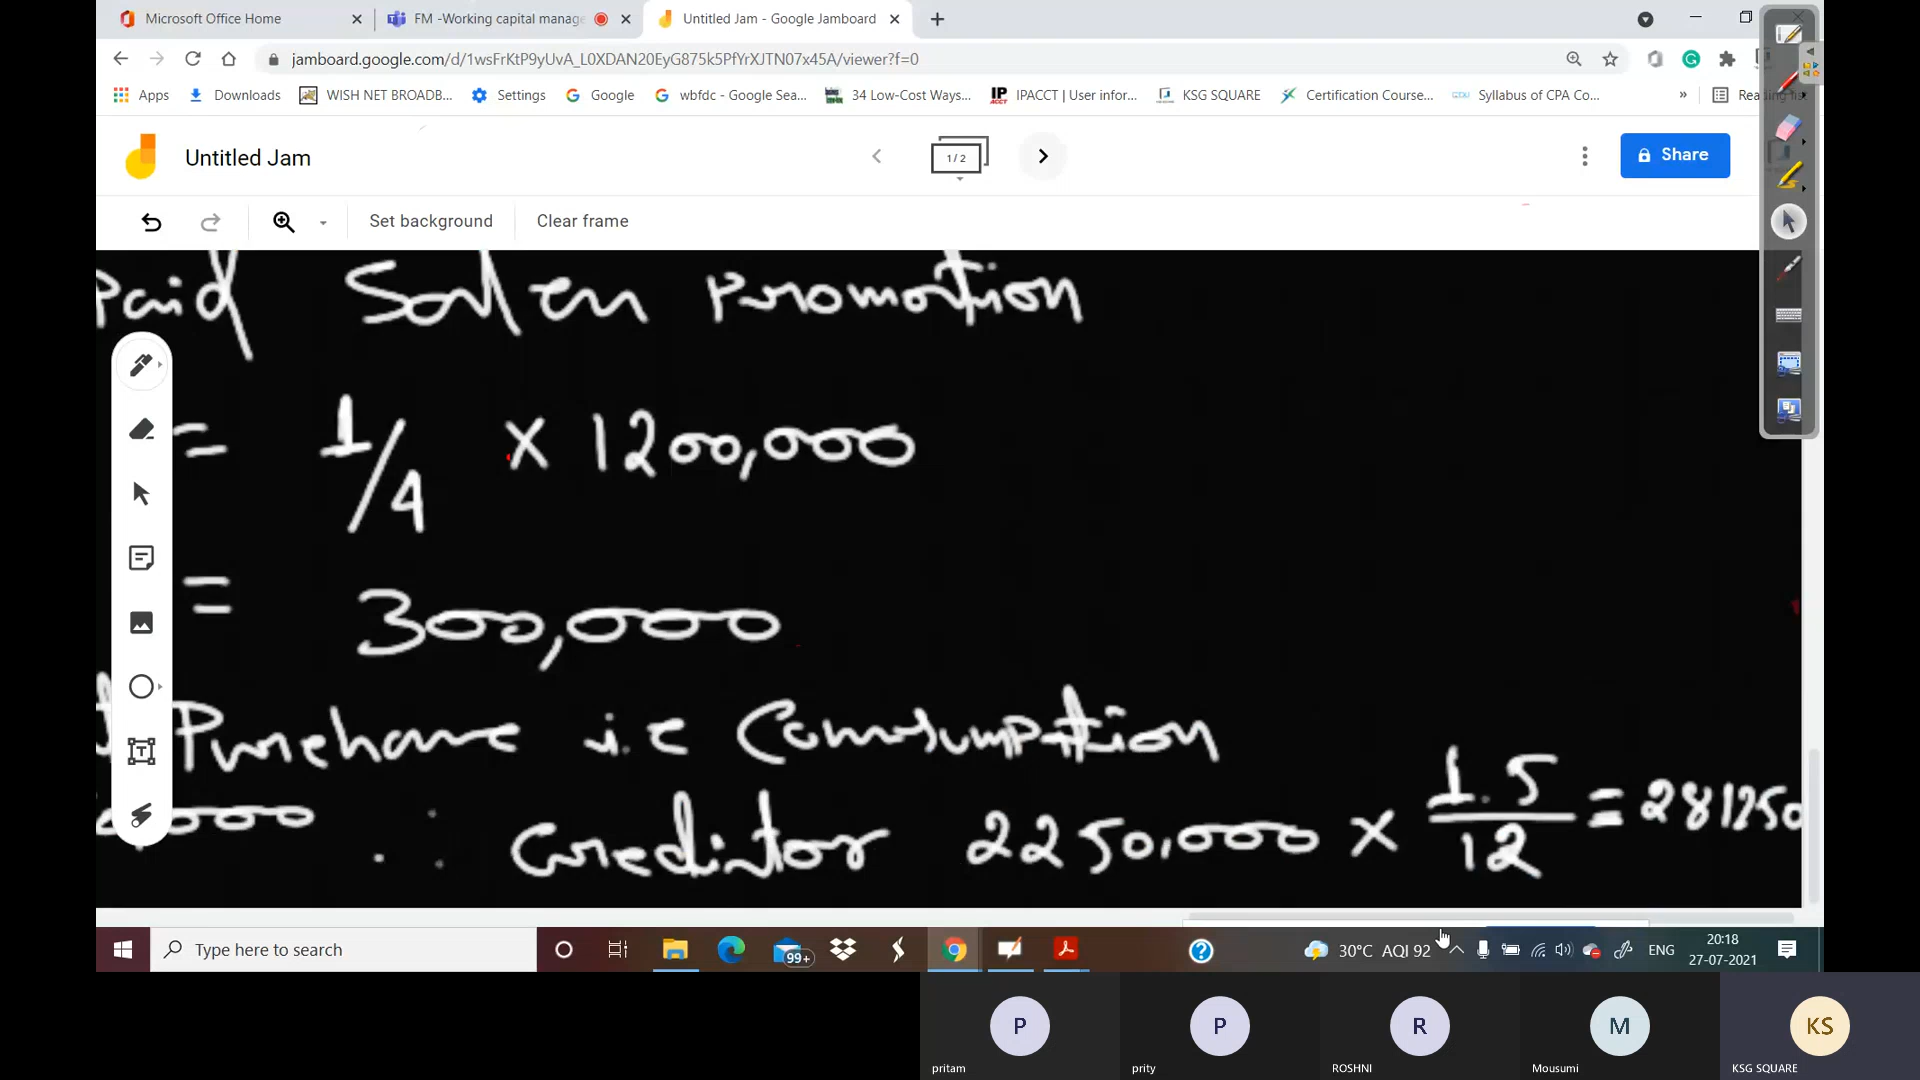 Microsoft Office Home
FM -Working capital manage
Untitled Jam - Google Jamboard
jamboard.google.com/d/1wsFrKtP9yUvA_L0XDAN20EyG875k5PfYrXJTN07x45A/viewer?f=0
Apps Downloads WISH NET BROADB... Settings Google wbfdc - Google Sea... 34 Low-Cost Ways... IPACCT | User infor... KSG SQUARE Certification Course... Syllabus of CPA Co... »
Untitled Jam
1 / 2
Share
Set background Clear frame
Paid Sales Promotion
= 1/4 × 1200,000
= 300,000
Purchase i.e Consumption
∴ Creditor 2250,000 × 1.5/12 = 281250
Type here to search
99+
30°C AQI 92
ENG
20:18
27-07-2021
P P R M KS
pritam prity ROSHNI Mousumi KSG SQUARE